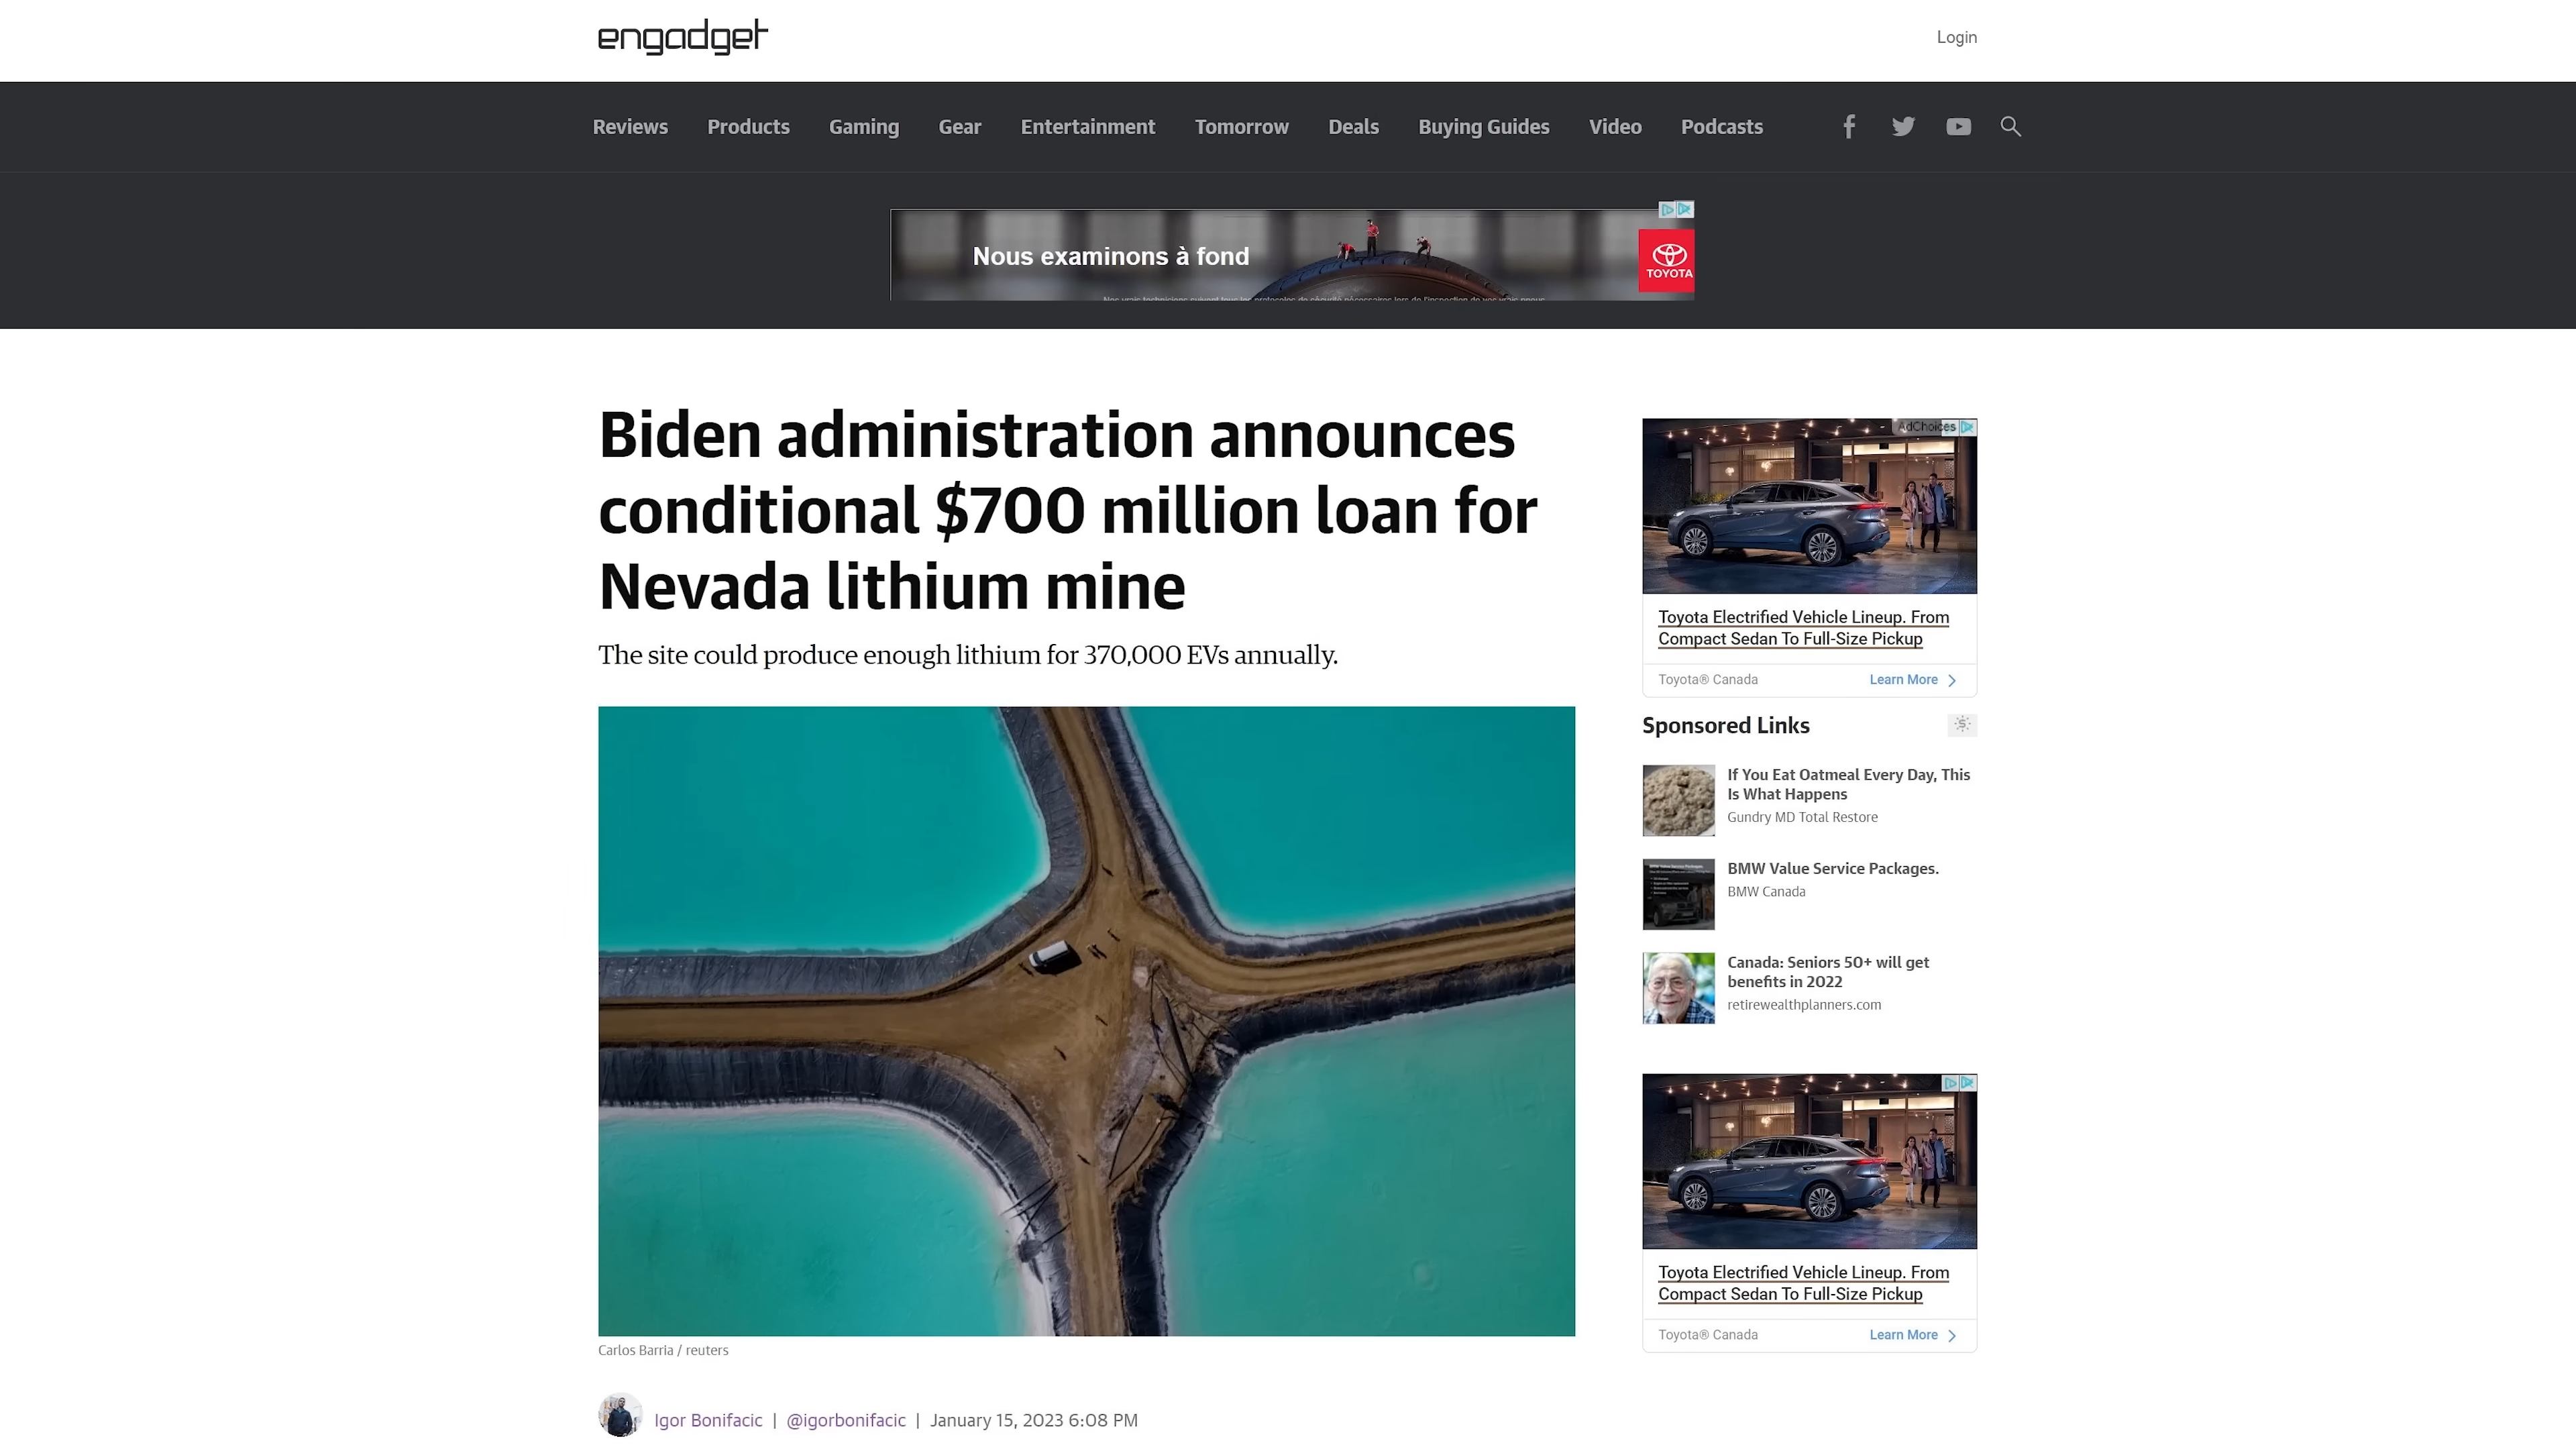 engadget
Login
Reviews Products Gaming Gear Entertainment Tomorrow Deals Buying Guides Video Podcasts
Nous examinons à fond
TOYOTA
Biden administration announces
conditional $700 million loan for
Nevada lithium mine
The site could produce enough lithium for 370,000 EVs annually.
Carlos Barria / reuters
Igor Bonifacic | @igorbonifacic | January 15, 2023 6:08 PM
AdChoices
Toyota Electrified Vehicle Lineup. From
Compact Sedan To Full-Size Pickup
Toyota® Canada Learn More
Sponsored Links
If You Eat Oatmeal Every Day, This
Is What Happens
Gundry MD Total Restore
BMW Value Service Packages.
BMW Canada
Canada: Seniors 50+ will get
benefits in 2022
retirewealthplanners.com
Toyota Electrified Vehicle Lineup. From
Compact Sedan To Full-Size Pickup
Toyota® Canada Learn More